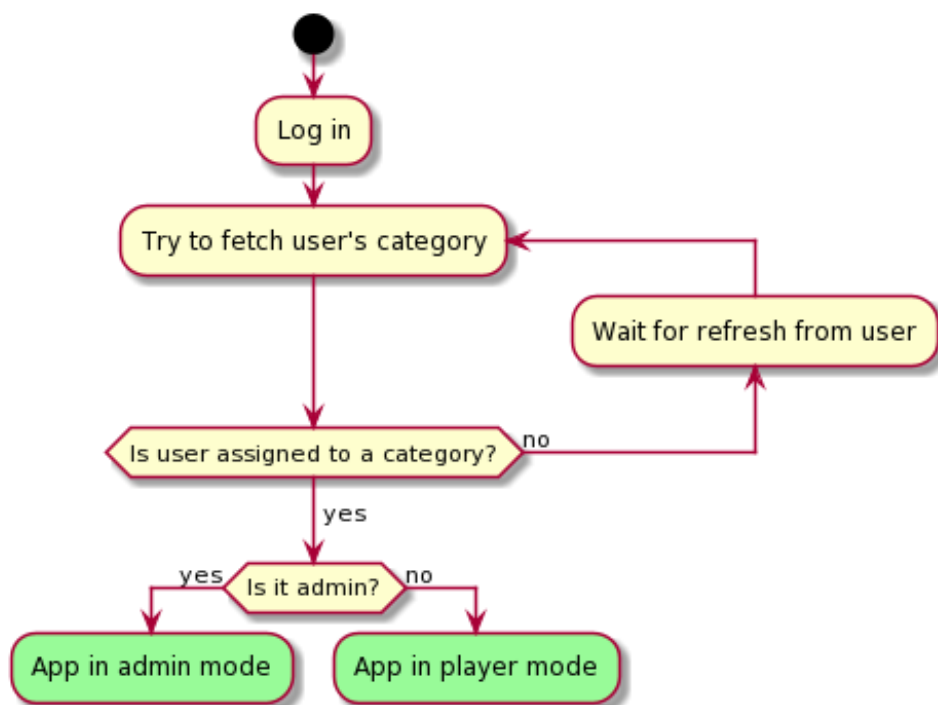 Log in
Try to fetch user's category
Wait for refresh from user
Is user assigned to a category?
no
yes
yes
Is it admin?
no
App in admin mode
App in player mode